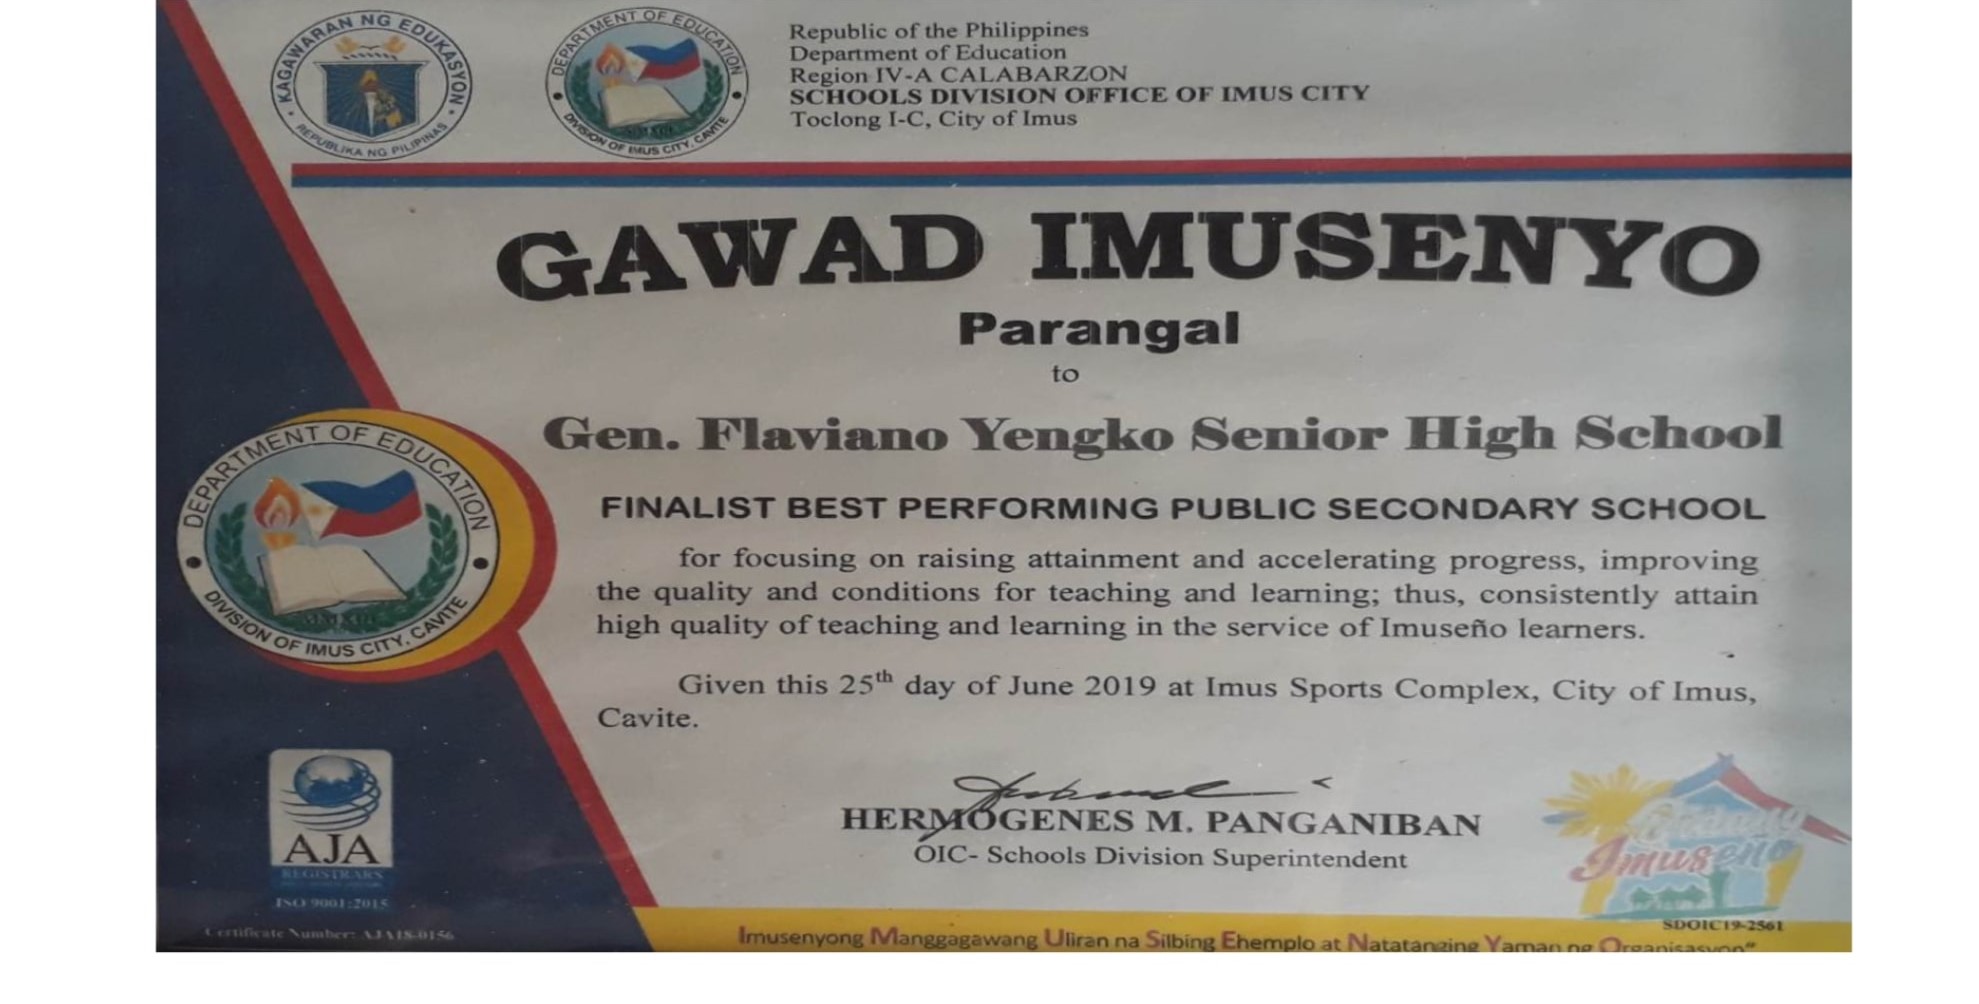 KAGAWARAN NG EDUKASYON
REPUBLIKA NG PILIPINAS
DEPARTMENT OF EDUCATION
DIVISION OF IMUS CITY, CAVITE
Republic of the Philippines
Department of Education
Region IV-A CALABARZON
SCHOOLS DIVISION OFFICE OF IMUS CITY
Toclong I-C, City of Imus
GAWAD IMUSENYO
Parangal
to
Gen. Flaviano Yengko Senior High School
FINALIST BEST PERFORMING PUBLIC SECONDARY SCHOOL
for focusing on raising attainment and accelerating progress, improving
the quality and conditions for teaching and learning; thus, consistently attain
high quality of teaching and learning in the service of Imuseño learners.
Given this 25th day of June 2019 at Imus Sports Complex, City of Imus,
Cavite.
DEPARTMENT OF EDUCATION
DIVISION OF IMUS CITY, CAVITE
HERMOGENES M. PANGANIBAN
OIC- Schools Division Superintendent
AJA
REGISTRARS
ISO 9001:2015
Certificate Number: AJA18-0156
Imuseño
SDOIC19-2561
Imusenyong Manggagawang Uliran na Silbing Ehemplo at Natatanging Yaman ng Organisasyon"